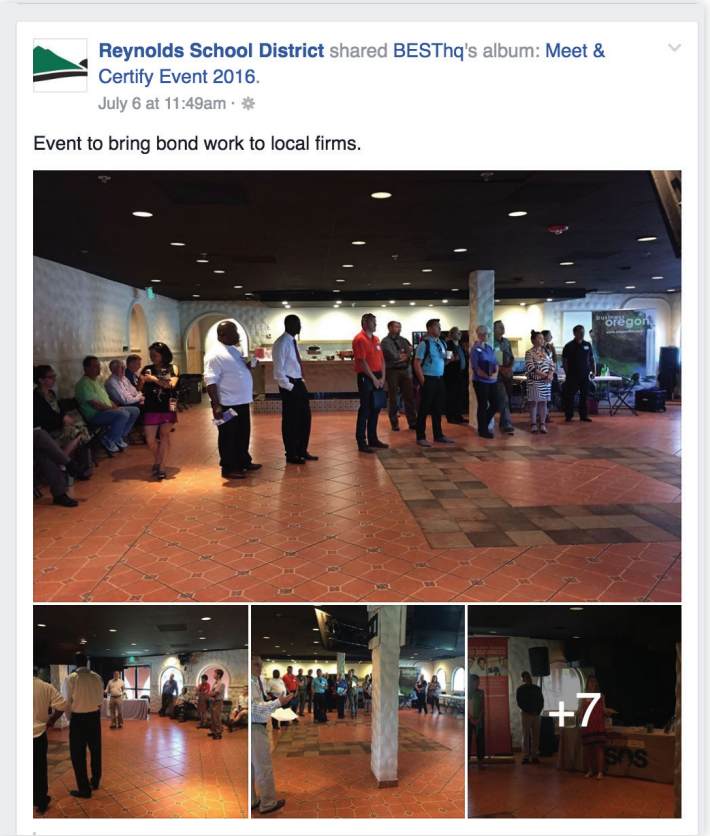 Reynolds School District shared BESThq's album: Meet &
Certify Event 2016.
July 6 at 11:49am ·
Event to bring bond work to local firms.
business
oregon
+7
SOS